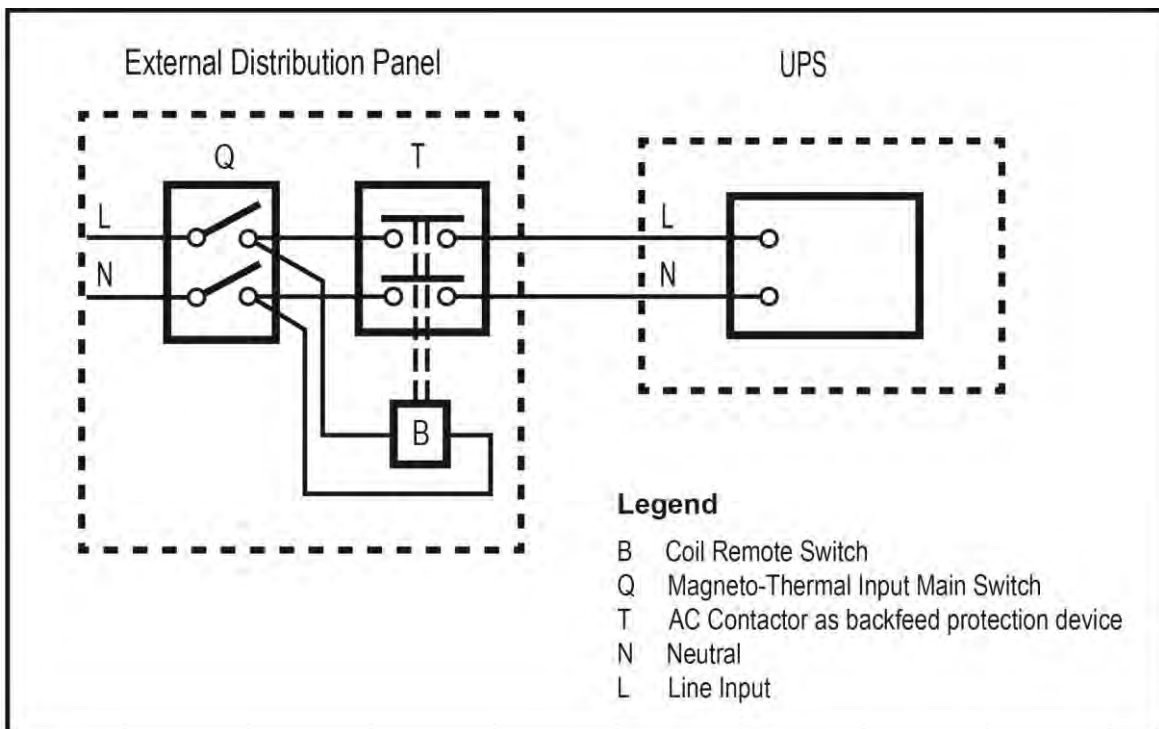 External Distribution Panel
UPS
Q
T
L
N
L
N
B
Legend
B Coil Remote Switch
Q Magneto-Thermal Input Main Switch
T AC Contactor as backfeed protection device
N Neutral
L Line Input